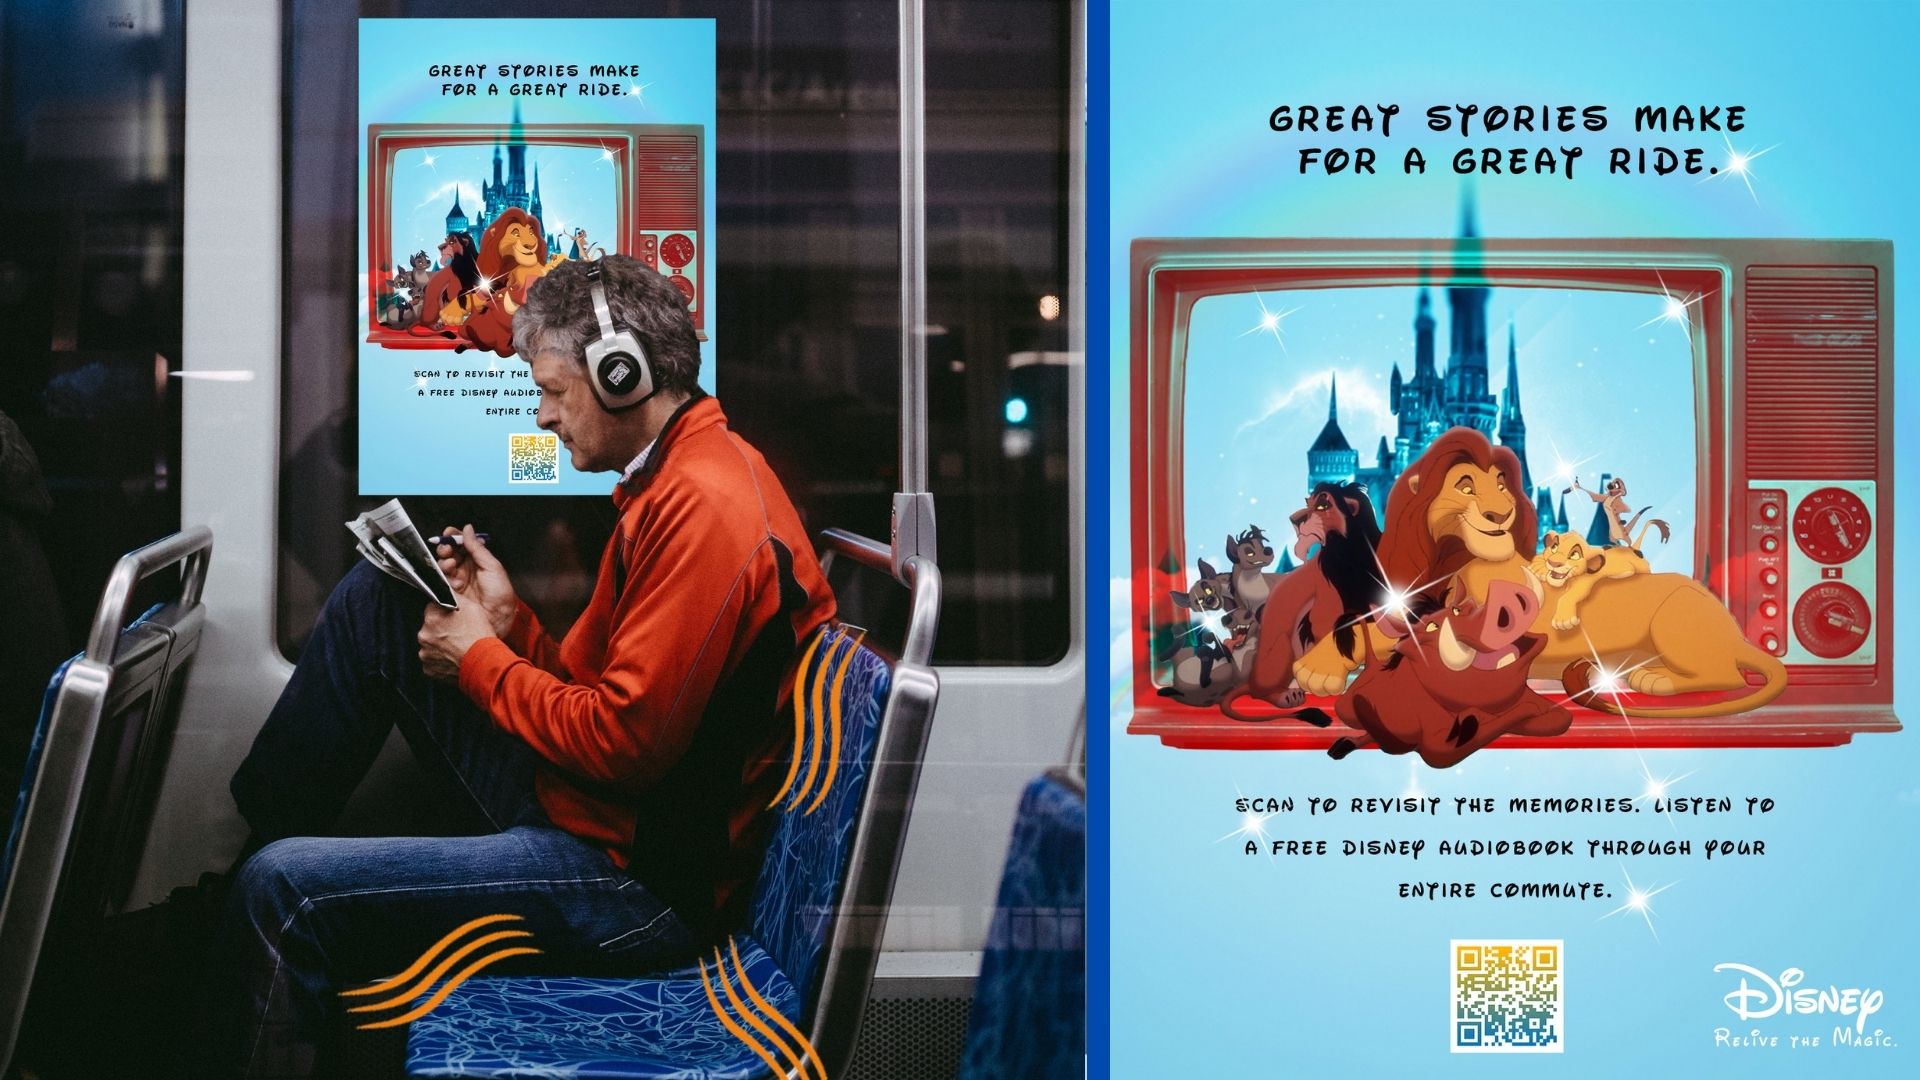 GREAT STORIES MAKE
FOR A GREAT RIDE.
SCAN TO REVISIT THE
A FREE DISNEY AUDIOB
ENTIRE CO
GREAT STORIES MAKE
FOR A GREAT RIDE.
SCAN TO REVISIT THE MEMORIES. LISTEN TO
A FREE DISNEY AUDIOBOOK THROUGH YOUR
ENTIRE COMMUTE.
Disney
RELIVE THE MAGIC.